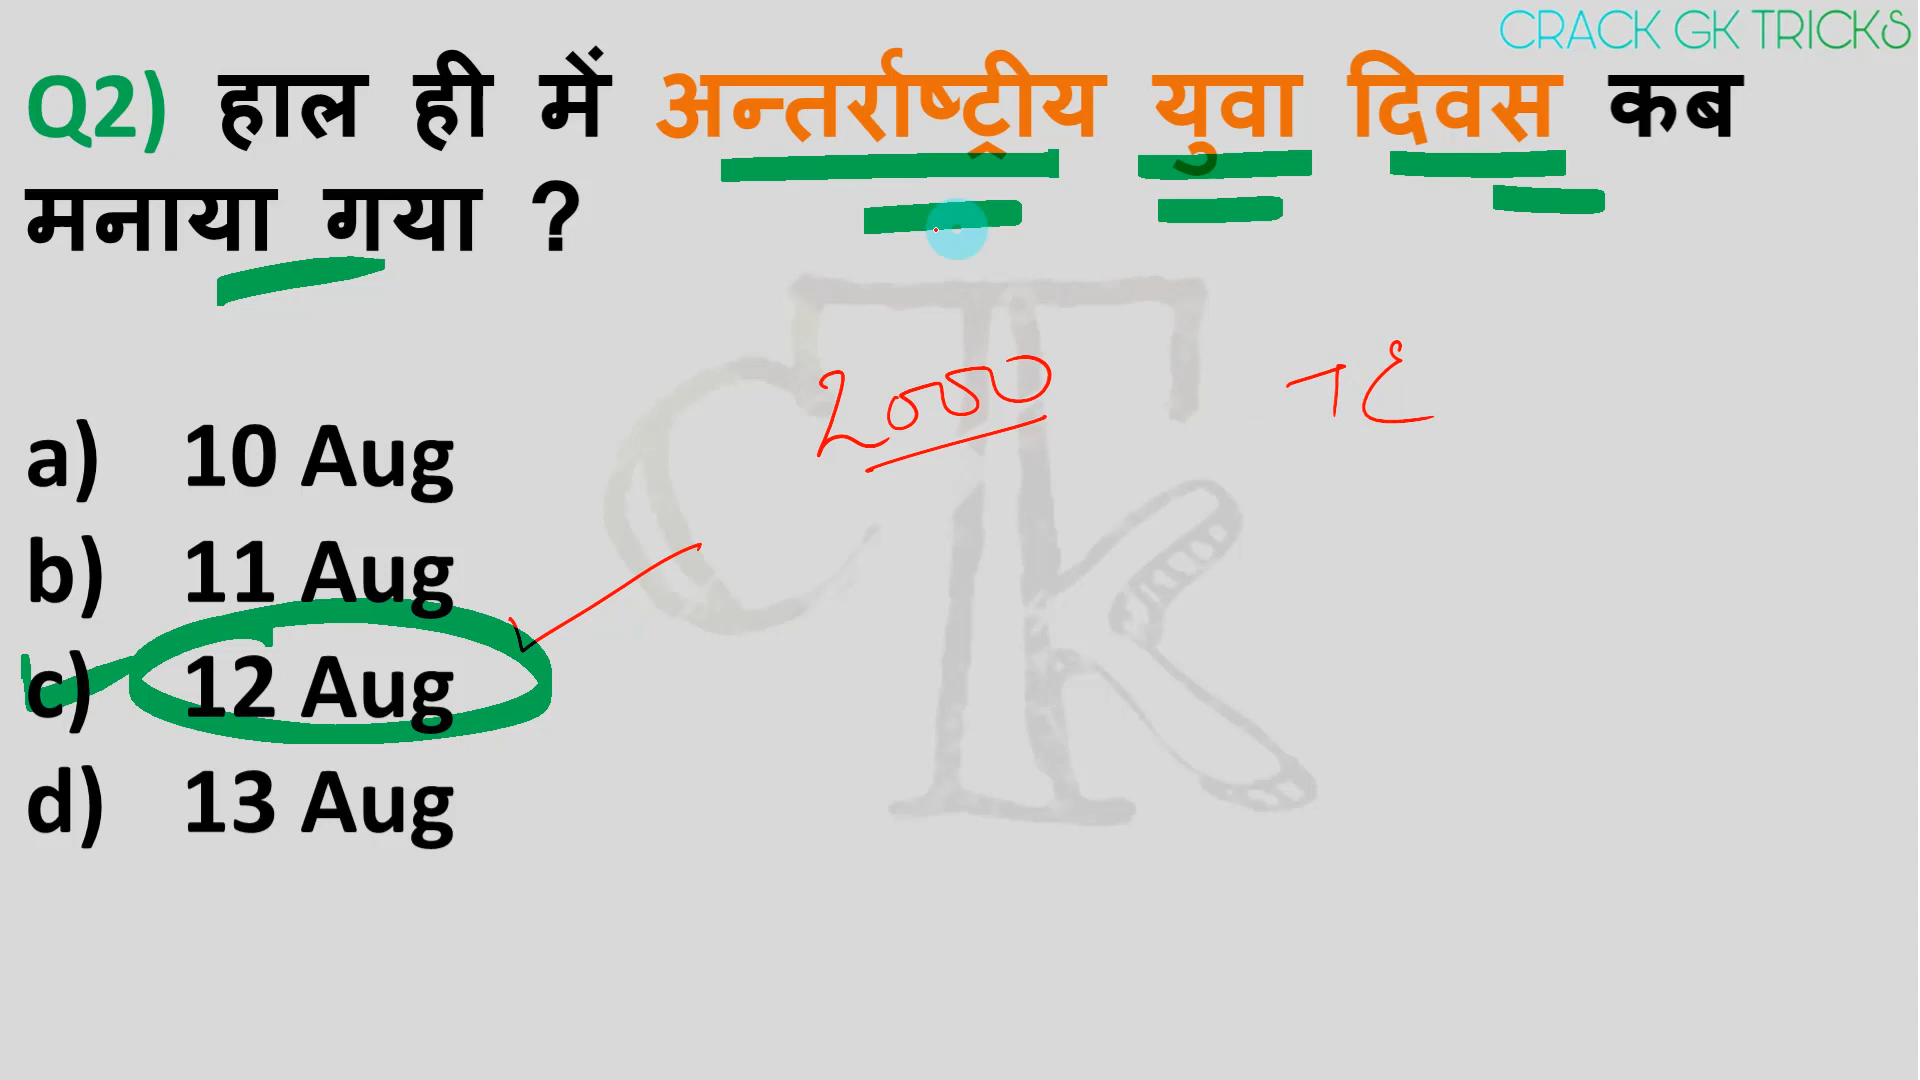 CRACK GK TRICKS
Q2) हाल ही में अन्तर्राष्ट्रीय युवा दिवस कब
मनाया गया ?
2000
a) 10 Aug
b) 11 Aug
c) 12 Aug
d) 13 Aug